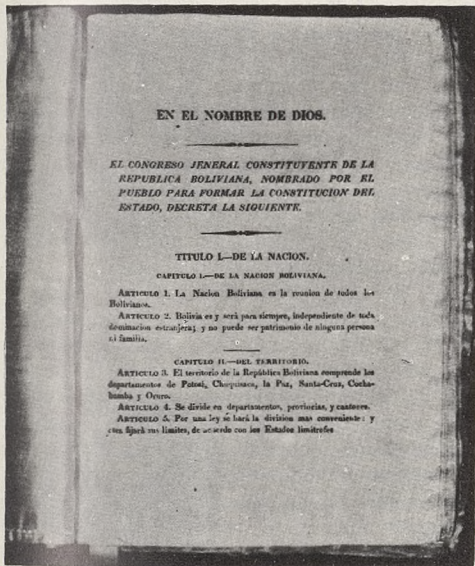 EN EL NOMBRE DE DIOS.
EL CONGRESO JENERAL CONSTITUYENTE DE LA
REPUBLICA BOLIVIANA, NOMBRADO POR EL
PUEBLO PARA FORMAR LA CONSTITUCION DEL
ESTADO, DECRETA LA SIGUIENTE.
TITULO I.—DE LA NACION.
CAPITULO I.—DE LA NACION BOLIVIANA.
ARTICULO 1. La Nacion Boliviana es la reunion de todos los
Bolivianos.
ARTICULO 2. Bolivia es y será para siempre, independiente de toda
dominacion estranjera; y no puede ser patrimonio de ninguna persona
ni familia.
CAPITULO II.—DEL TERRITORIO.
ARTICULO 3. El territorio de la República Boliviana comprende los
departamentos de Potosí, Chuquisaca, la Paz, Santa-Cruz, Cocha-
bamba y Oruro.
ARTICULO 4. Se divide en departamentos, provincias, y cantones.
ARTICULO 5. Por una ley se hará la division mas conveniente: y
otra fijará sus limites, de acuerdo con los Estados limitrofes